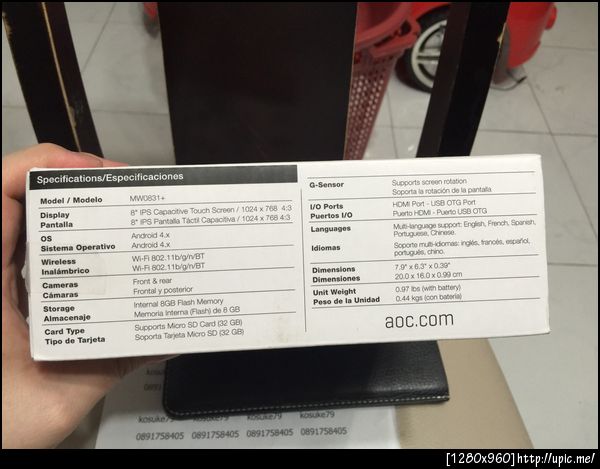 Specifications/Especificaciones
Model / Modelo MW0831+
Display 8" IPS Capacitive Touch Screen / 1024 x 768 4:3
Pantalla 8" IPS Pantalla Táctil Capacitiva / 1024 x 768 4:3
OS Android 4.x
Sistema Operativo Android 4.x
Wireless Wi-Fi 802.11b/g/n/BT
Inalámbrico Wi-Fi 802.11b/g/n/BT
Cameras Front & rear
Cámaras Frontal y posterior
Storage Internal 8GB Flash Memory
Almacenaje Memoria Interna (Flash) de 8 GB
Card Type Supports Micro SD Card (32 GB)
Tipo de Tarjeta Soporta Tarjeta Micro SD (32 GB)
G-Sensor Supports screen rotation
Soporta la rotación de la pantalla
I/O Ports HDMI Port - USB OTG Port
Puertos I/O Puerto HDMI - Puerto USB OTG
Languages Multi-language support: English, French, Spanish,
Portuguese, Chinese.
Idiomas Soporte multi-idiomas: inglés, francés, español,
portugués, chino.
Dimensions 7.9" x 6.3" x 0.39"
Dimensiones 20.0 x 16.0 x 0.99 cm
Unit Weight 0.97 lbs (with battery)
Peso de la Unidad 0.44 kgs (con bateria)
aoc.com
kosuke79 kosuke79 kosuke79 kosuke79
0891758405 0891758405 0891758405 0891758405
[1280x960]http://upic.me/